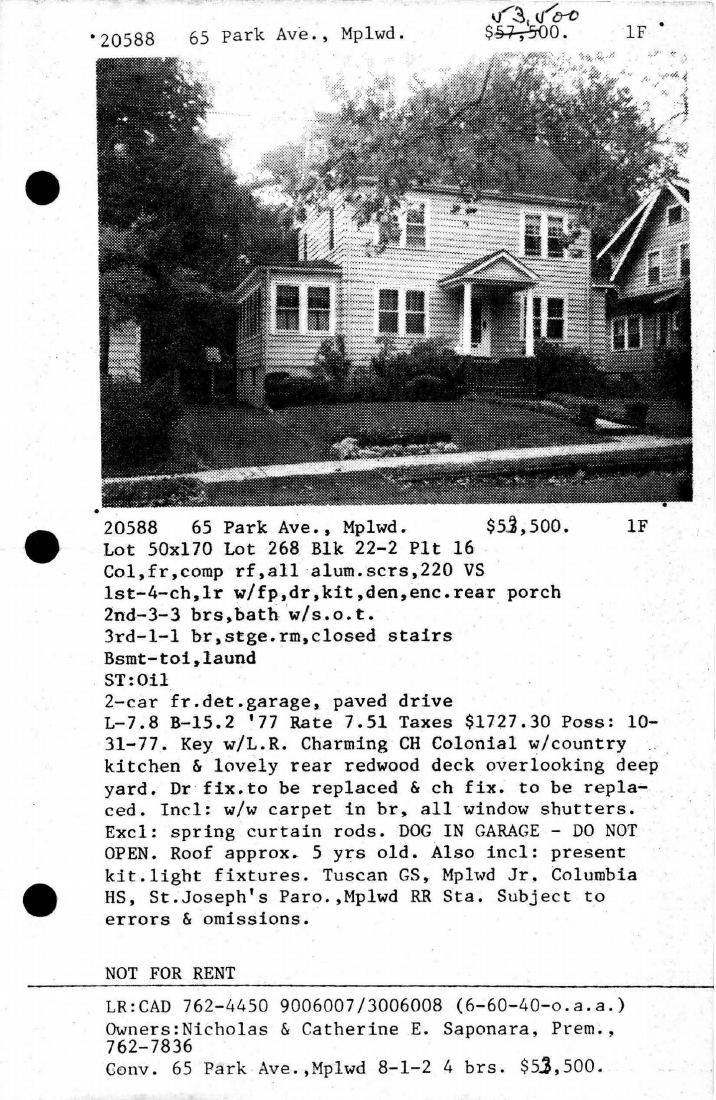 53,500
20588 65 Park Ave., Mplwd. $57,500. 1F
20588 65 Park Ave., Mplwd. $53,500. 1F
Lot 50x170 Lot 268 Blk 22-2 Plt 16
Col,fr,comp rf,all alum.scrs,220 VS
1st-4-ch,lr w/fp,dr,kit,den,enc.rear porch
2nd-3-3 brs,bath w/s.o.t.
3rd-1-1 br,stge.rm,closed stairs
Bsmt-toi,laund
ST:Oil
2-car fr.det.garage, paved drive
L-7.8 B-15.2 '77 Rate 7.51 Taxes $1727.30 Poss: 10-
31-77. Key w/L.R. Charming CH Colonial w/country
kitchen & lovely rear redwood deck overlooking deep
yard. Dr fix.to be replaced & ch fix. to be repla-
ced. Incl: w/w carpet in br, all window shutters.
Excl: spring curtain rods. DOG IN GARAGE - DO NOT
OPEN. Roof approx. 5 yrs old. Also incl: present
kit.light fixtures. Tuscan GS, Mplwd Jr. Columbia
HS, St.Joseph's Paro.,Mplwd RR Sta. Subject to
errors & omissions.
NOT FOR RENT
LR:CAD 762-4450 9006007/3006008 (6-60-40-o.a.a.)
Owners:Nicholas & Catherine E. Saponara, Prem.,
762-7836
Conv. 65 Park Ave.,Mplwd 8-1-2 4 brs. $53,500.